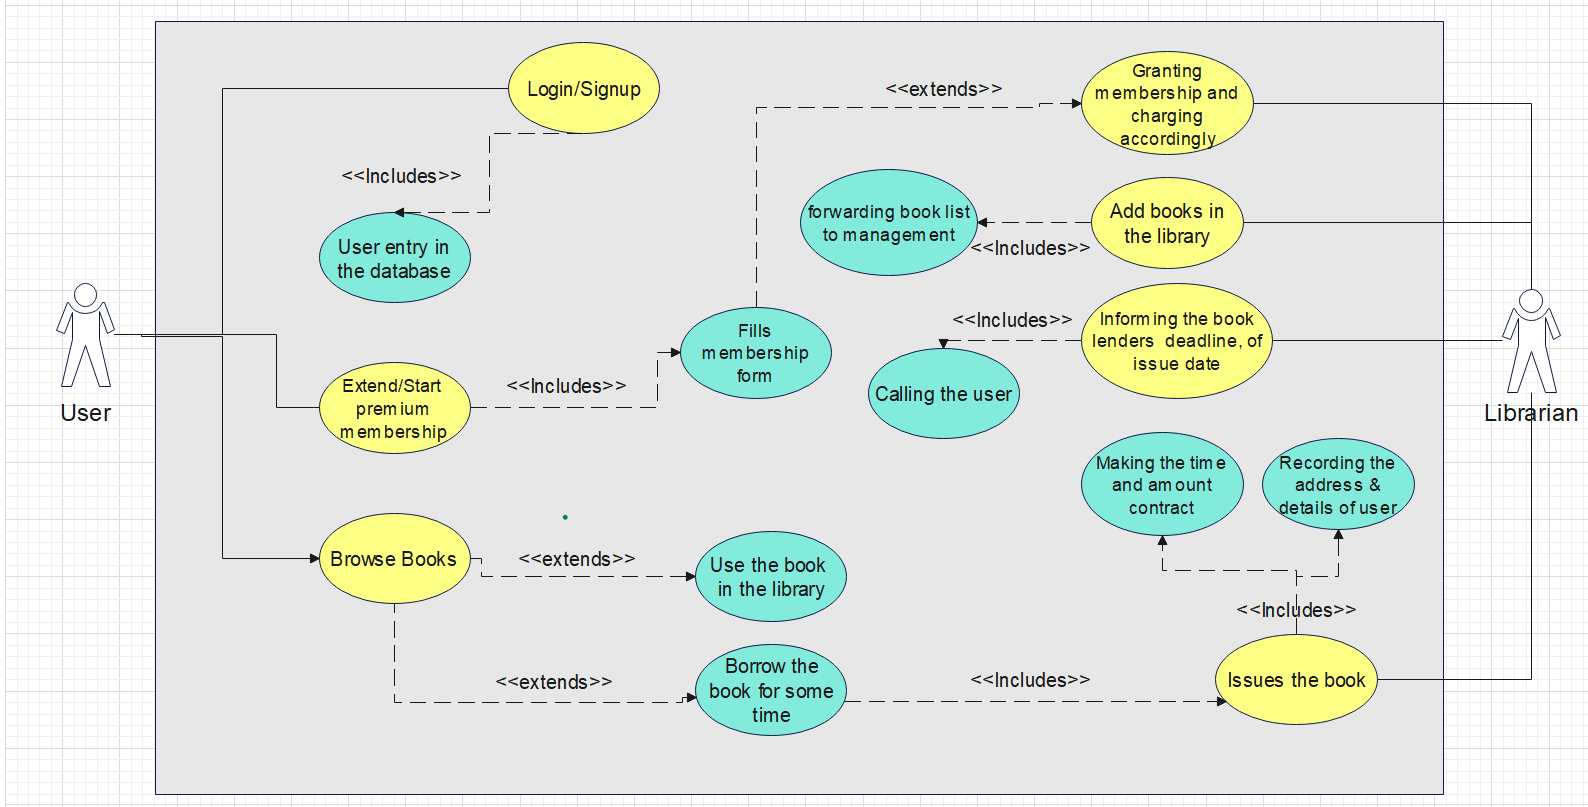 Login/Signup
<<Includes>>
User entry in
the database
User
Extend/Start
premium
membership
<<Includes>>
Fills
membership
form
<<extends>>
Granting
membership and
charging
accordingly
forwarding book list
to management
<<Includes>>
Add books in
the library
<<Includes>>
Informing the book
lenders deadline, of
issue date
Calling the user
Librarian
Making the time
and amount
contract
Recording the
address &
details of user
Browse Books
<<extends>>
Use the book
in the library
<<extends>>
Borrow the
book for some
time
<<Includes>>
<<Includes>>
Issues the book